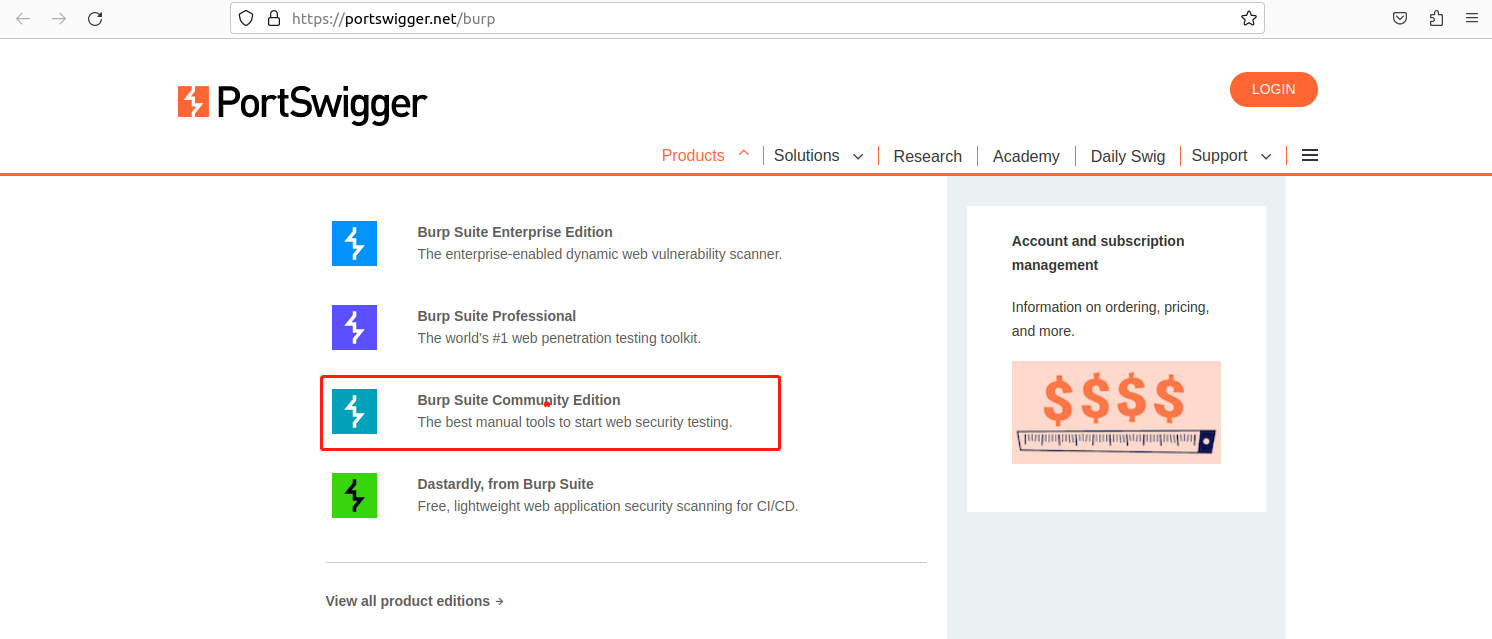 https://portswigger.net/burp
PortSwigger
LOGIN
Products
Solutions
Research
Academy
Daily Swig
Support
Burp Suite Enterprise Edition
The enterprise-enabled dynamic web vulnerability scanner.
Burp Suite Professional
The world's #1 web penetration testing toolkit.
Burp Suite Community Edition
The best manual tools to start web security testing.
Dastardly, from Burp Suite
Free, lightweight web application security scanning for CI/CD.
View all product editions →
Account and subscription
management
Information on ordering, pricing,
and more.
$$$$